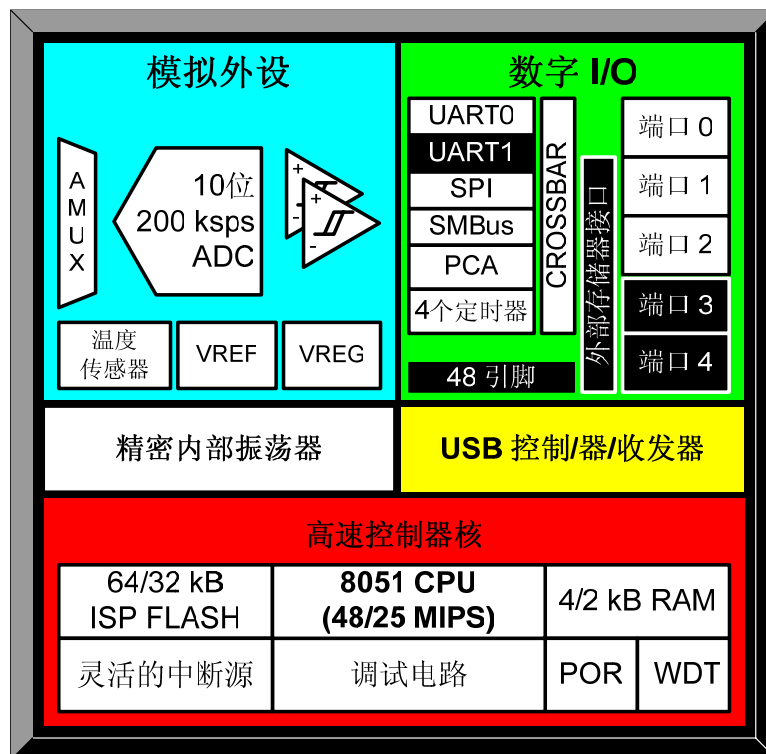 模拟外设
A
M
U
X
10位
200 ksps
ADC
+
-
+
-
温度
传感器
VREF
VREG
数字 I/O
UART0
UART1
SPI
SMBus
PCA
4个定时器
CROSSBAR
外部存储器接口
端口 0
端口 1
端口 2
端口 3
端口 4
48 引脚
精密内部振荡器
USB 控制/器/收发器
高速控制器核
64/32 kB
ISP FLASH
8051 CPU
(48/25 MIPS)
4/2 kB RAM
灵活的中断源
调试电路
POR
WDT